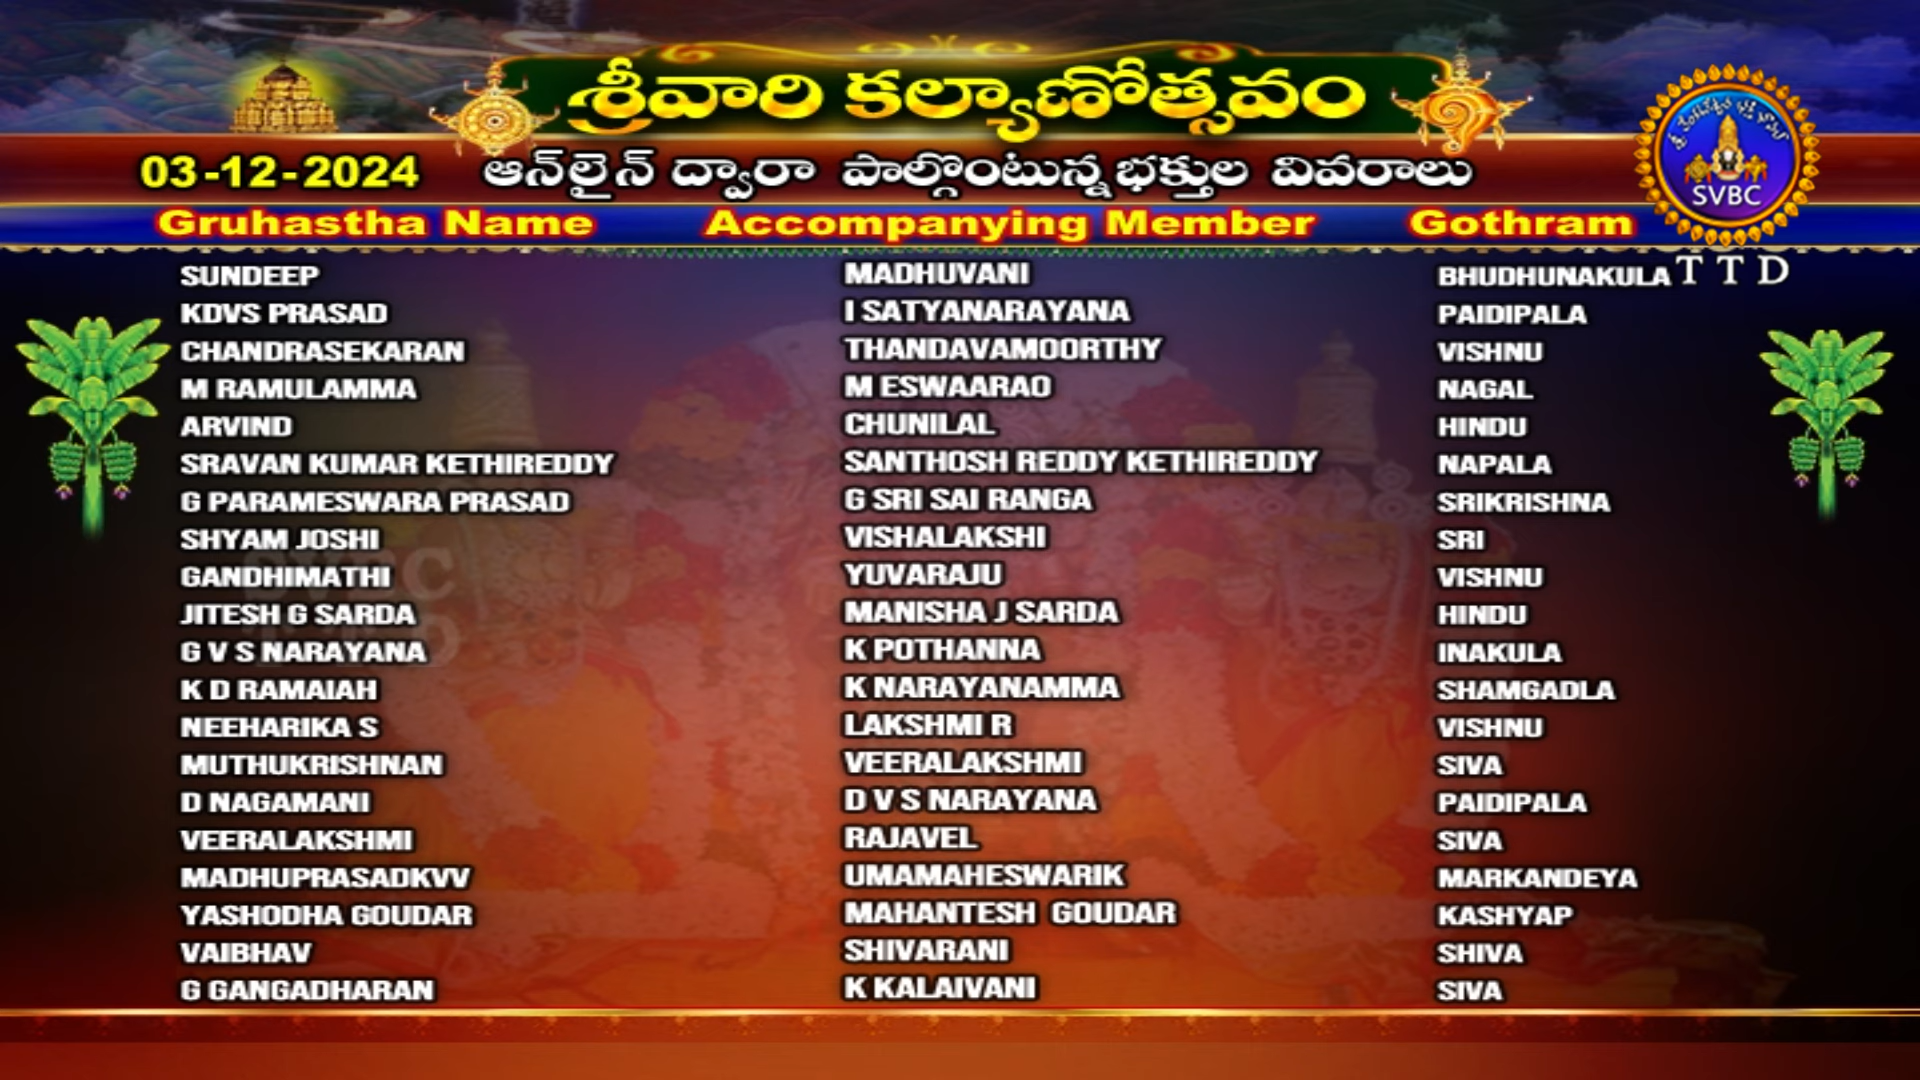 శ్రీవారి కళ్యాణోత్సవం
03-12-2024 ఆన్‌లైన్ ద్వారా పాల్గొంటున్న భక్తుల వివరాలు
SVBC
TTD
Gruhastha Name Accompanying Member Gothram
SUNDEEP MADHUVANI BHUDHUNAKULA
KDVS PRASAD I SATYANARAYANA PAIDIPALA
CHANDRASEKARAN THANDAVAMOORTHY VISHNU
M RAMULAMMA M ESWAARAO NAGAL
ARVIND CHUNILAL HINDU
SRAVAN KUMAR KETHIREDDY SANTHOSH REDDY KETHIREDDY NAPALA
G PARAMESWARA PRASAD G SRI SAI RANGA SRIKRISHNA
SHYAM JOSHI VISHALAKSHI SRI
GANDHIMATHI YUVARAJU VISHNU
JITESH G SARDA MANISHA J SARDA HINDU
G V S NARAYANA K POTHANNA INAKULA
K D RAMAIAH K NARAYANAMMA SHAMGADLA
NEEHARIKA S LAKSHMI R VISHNU
MUTHUKRISHNAN VEERALAKSHMI SIVA
D NAGAMANI D V S NARAYANA PAIDIPALA
VEERALAKSHMI RAJAVEL SIVA
MADHUPRASADKVV UMAMAHESWARIK MARKANDEYA
YASHODHA GOUDAR MAHANTESH GOUDAR KASHYAP
VAIBHAV SHIVARANI SHIVA
G GANGADHARAN K KALAIVANI SIVA